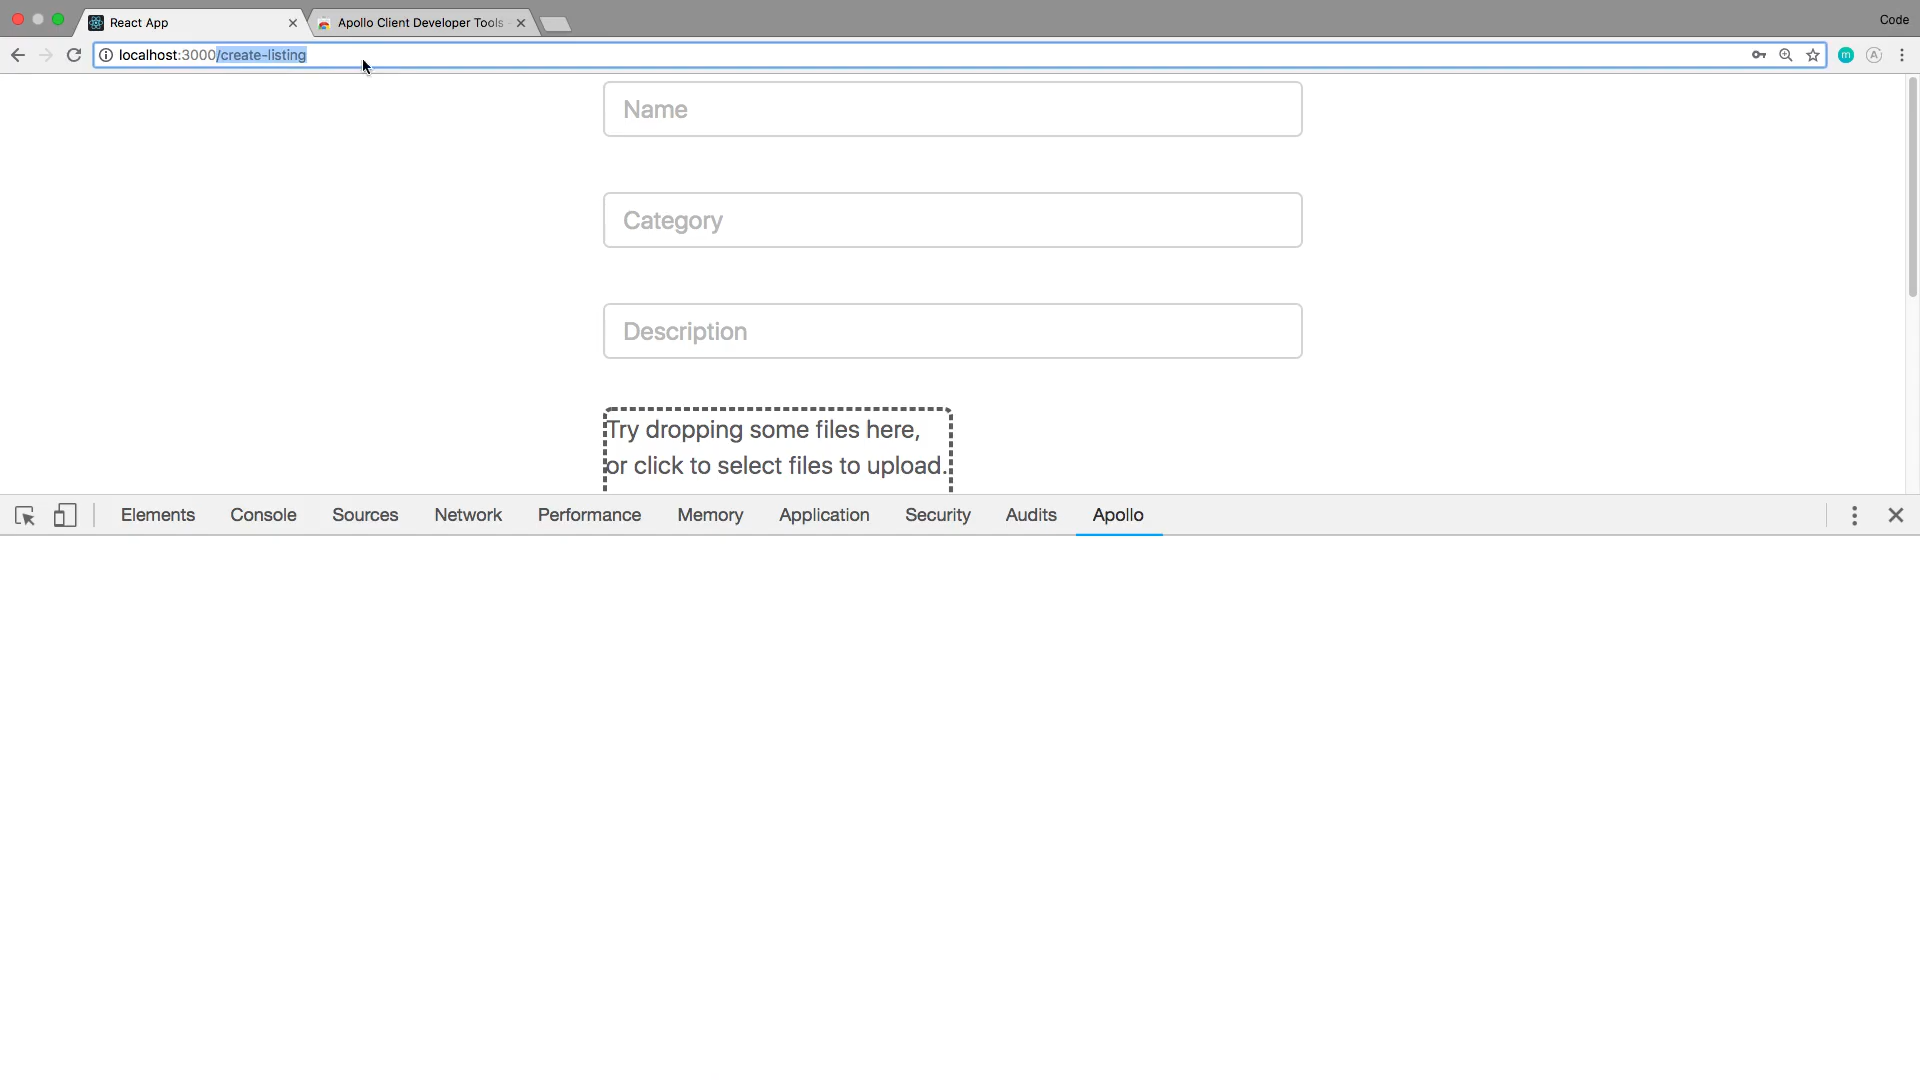 React App
Apollo Client Developer Tools
Code
localhost:3000/create-listing
m
A
Name
Category
Description
Try dropping some files here,
or click to select files to upload.
Elements
Console
Sources
Network
Performance
Memory
Application
Security
Audits
Apollo